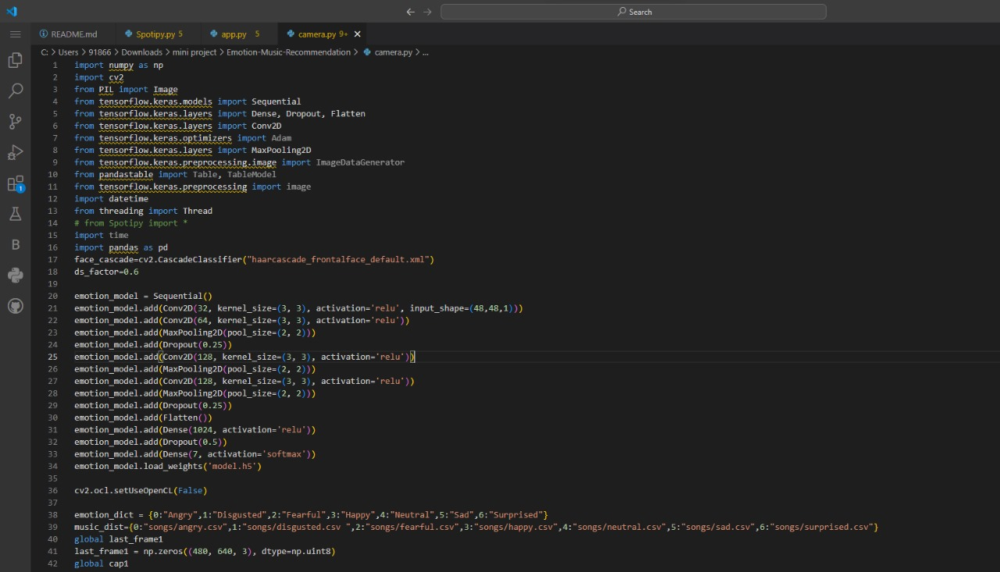 Search
README.md Spotipy.py 5 app.py 5 camera.py 9+
C: > Users > 91866 > Downloads > mini project > Emotion-Music-Recommendation > camera.py > ...
1 import numpy as np
2 import cv2
3 from PIL import Image
4 from tensorflow.keras.models import Sequential
5 from tensorflow.keras.layers import Dense, Dropout, Flatten
6 from tensorflow.keras.layers import Conv2D
7 from tensorflow.keras.optimizers import Adam
8 from tensorflow.keras.layers import MaxPooling2D
9 from tensorflow.keras.preprocessing.image import ImageDataGenerator
10 from pandastable import Table, TableModel
11 from tensorflow.keras.preprocessing import image
12 import datetime
13 from threading import Thread
14 # from Spotipy import *
15 import time
16 import pandas as pd
17 face_cascade=cv2.CascadeClassifier("haarcascade_frontalface_default.xml")
18 ds_factor=0.6
19
20 emotion_model = Sequential()
21 emotion_model.add(Conv2D(32, kernel_size=(3, 3), activation='relu', input_shape=(48,48,1)))
22 emotion_model.add(Conv2D(64, kernel_size=(3, 3), activation='relu'))
23 emotion_model.add(MaxPooling2D(pool_size=(2, 2)))
24 emotion_model.add(Dropout(0.25))
25 emotion_model.add(Conv2D(128, kernel_size=(3, 3), activation='relu'))
26 emotion_model.add(MaxPooling2D(pool_size=(2, 2)))
27 emotion_model.add(Conv2D(128, kernel_size=(3, 3), activation='relu'))
28 emotion_model.add(MaxPooling2D(pool_size=(2, 2)))
29 emotion_model.add(Dropout(0.25))
30 emotion_model.add(Flatten())
31 emotion_model.add(Dense(1024, activation='relu'))
32 emotion_model.add(Dropout(0.5))
33 emotion_model.add(Dense(7, activation='softmax'))
34 emotion_model.load_weights('model.h5')
35
36 cv2.ocl.setUseOpenCL(False)
37
38 emotion_dict = {0:"Angry",1:"Disgusted",2:"Fearful",3:"Happy",4:"Neutral",5:"Sad",6:"Surprised"}
39 music_dist={0:"songs/angry.csv",1:"songs/disgusted.csv ",2:"songs/fearful.csv",3:"songs/happy.csv",4:"songs/neutral.csv",5:"songs/sad.csv",6:"songs/surprised.csv"}
40 global last_frame1
41 last_frame1 = np.zeros((480, 640, 3), dtype=np.uint8)
42 global cap1
1
B